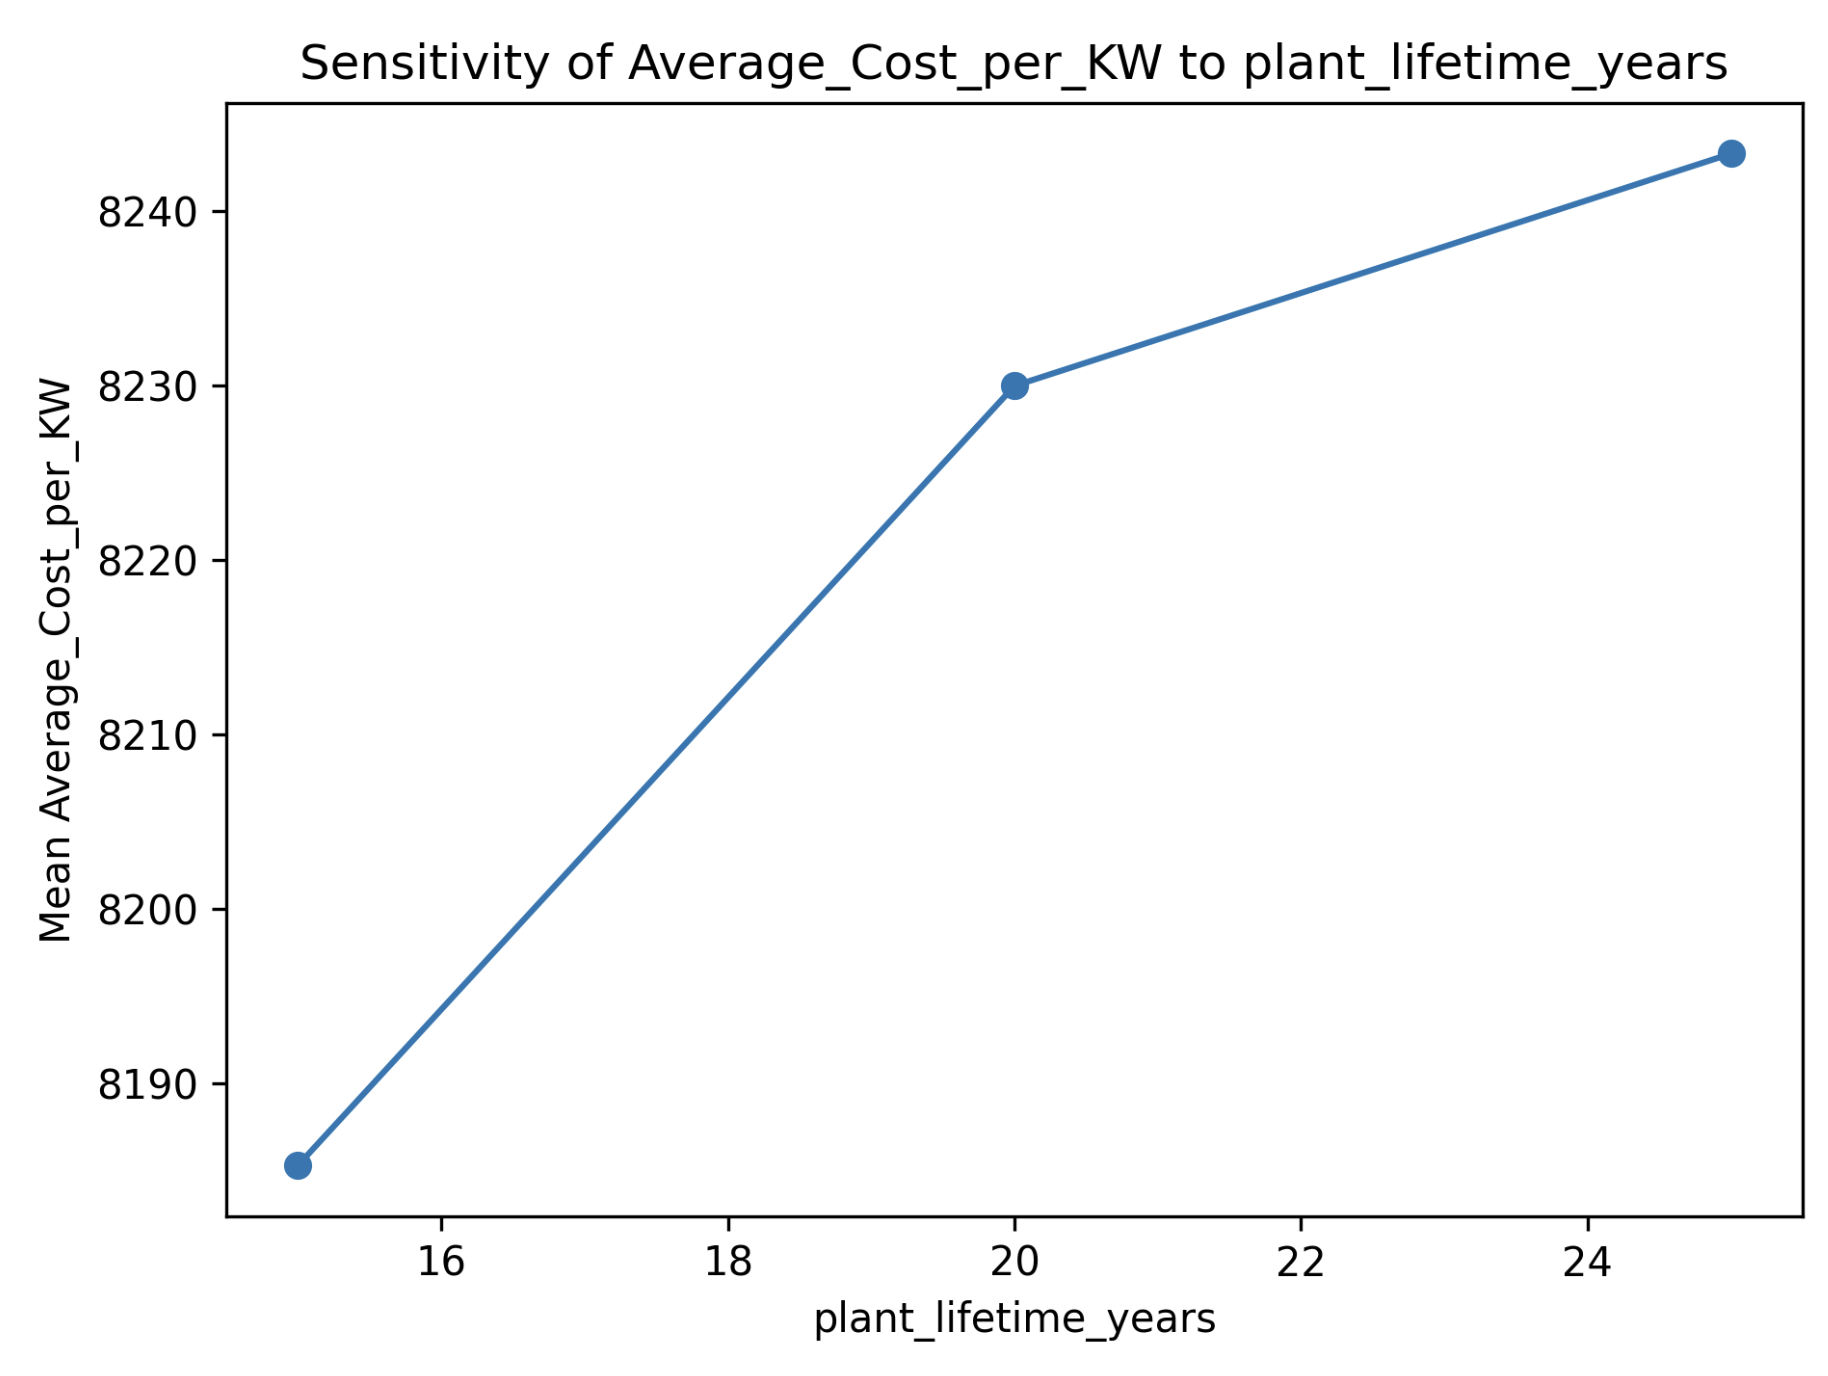 Sensitivity of Average_Cost_per_KW to plant_lifetime_years
Mean Average_Cost_per_KW
8240
8230
8220
8210
8200
8190
16 18 20 22 24
plant_lifetime_years